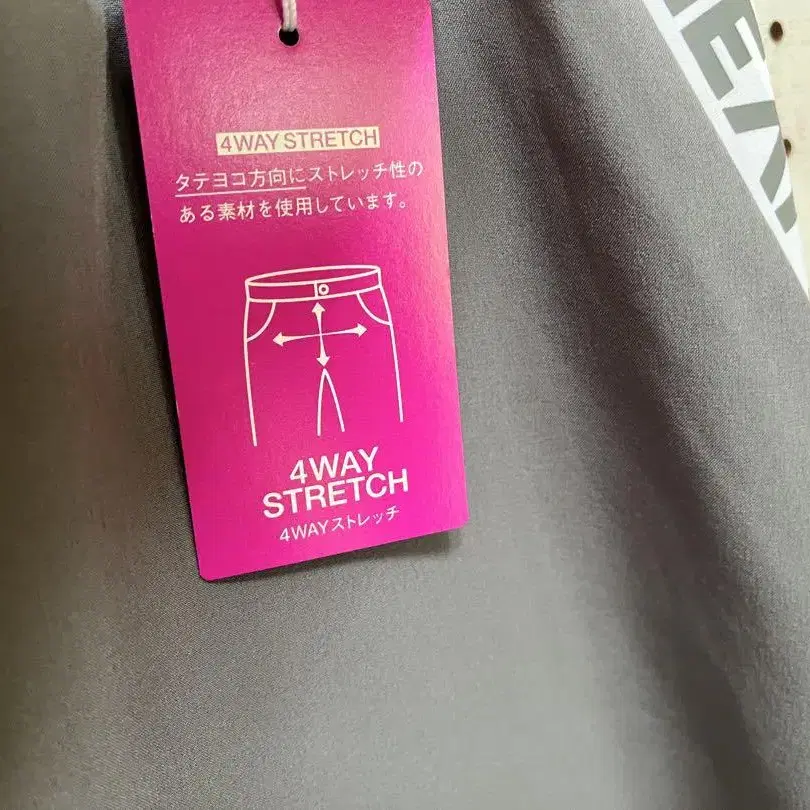 4WAY STRETCH
タテヨコ方向にストレッチ性の
ある素材を使用しています。
4WAY
STRETCH
4WAYストレッチ